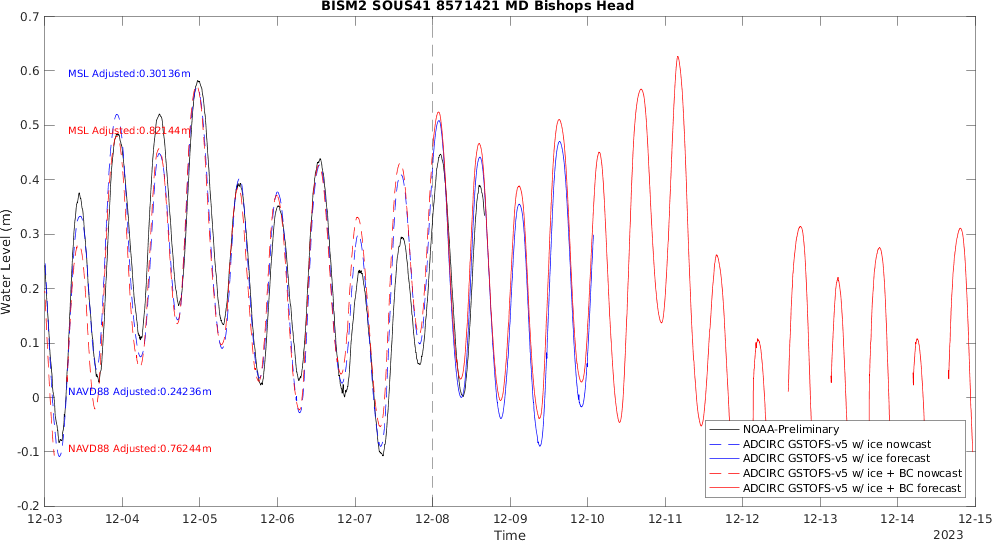 BISM2 SOUS41 8571421 MD Bishops Head
Water Level (m)
0.7
0.6
0.5
0.4
0.3
0.2
0.1
0
-0.1
-0.2
MSL Adjusted:0.30136m
MSL Adjusted:0.82144m
NAVD88 Adjusted:0.24236m
NAVD88 Adjusted:0.76244m
NOAA-Preliminary
ADCIRC GSTOFS-v5 w/ ice nowcast
ADCIRC GSTOFS-v5 w/ ice forecast
ADCIRC GSTOFS-v5 w/ ice + BC nowcast
ADCIRC GSTOFS-v5 w/ ice + BC forecast
12-03 12-04 12-05 12-06 12-07 12-08 12-09 12-10 12-11 12-12 12-13 12-14 12-15
Time
2023